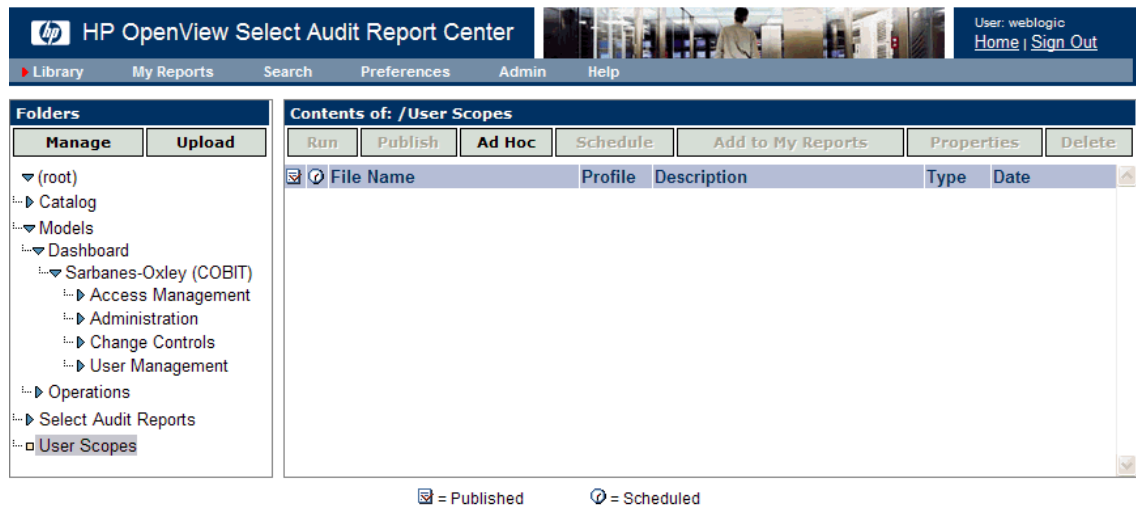 hp HP OpenView Select Audit Report Center
User: weblogic
Home | Sign Out
Library My Reports Search Preferences Admin Help
Folders
Manage Upload
(root)
Catalog
Models
Dashboard
Sarbanes-Oxley (COBIT)
Access Management
Administration
Change Controls
User Management
Operations
Select Audit Reports
User Scopes
Contents of: /User Scopes
Run Publish Ad Hoc Schedule Add to My Reports Properties Delete
File Name Profile Description Type Date
= Published = Scheduled